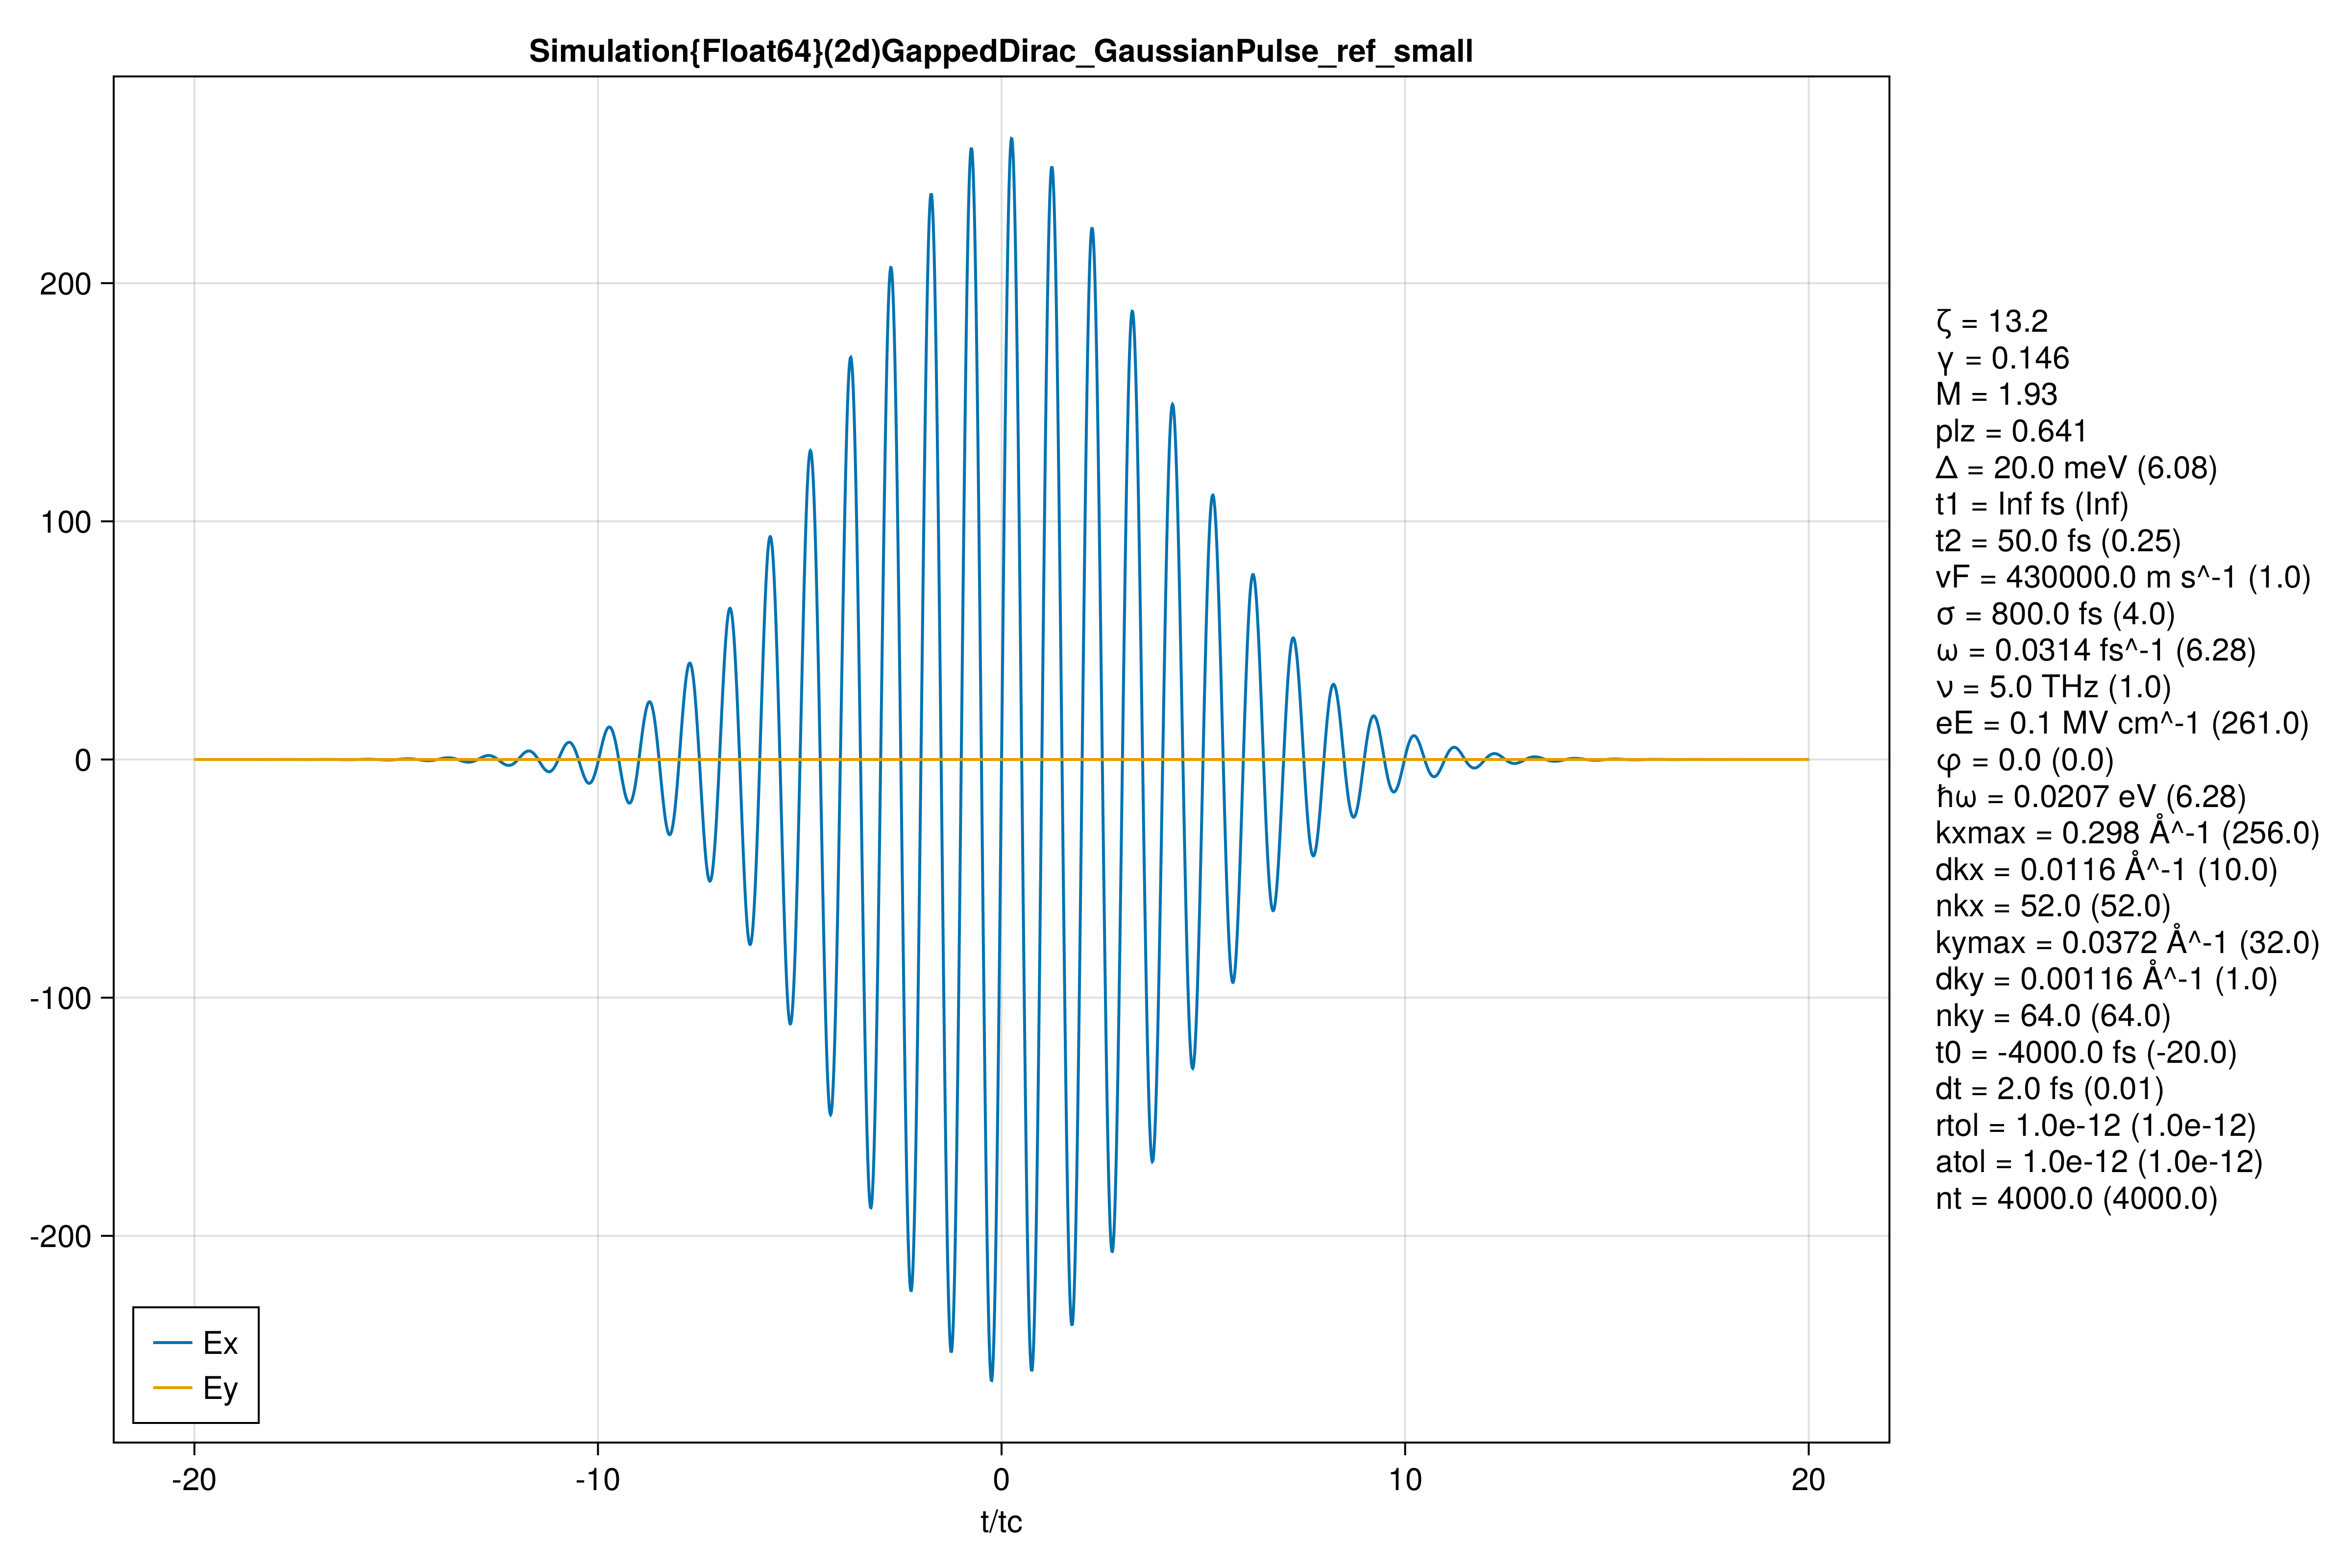 Simulation{Float64}(2d)GappedDirac_GaussianPulse_ref_small
200
100
0
-100
-200
-20
-10
0
10
20
t/tc
Ex
Ey
ζ = 13.2
γ = 0.146
M = 1.93
plz = 0.641
Δ = 20.0 meV (6.08)
t1 = Inf fs (Inf)
t2 = 50.0 fs (0.25)
vF = 430000.0 m s^-1 (1.0)
σ = 800.0 fs (4.0)
ω = 0.0314 fs^-1 (6.28)
ν = 5.0 THz (1.0)
eE = 0.1 MV cm^-1 (261.0)
φ = 0.0 (0.0)
ħω = 0.0207 eV (6.28)
kxmax = 0.298 Å^-1 (256.0)
dkx = 0.0116 Å^-1 (10.0)
nkx = 52.0 (52.0)
kymax = 0.0372 Å^-1 (32.0)
dky = 0.00116 Å^-1 (1.0)
nky = 64.0 (64.0)
t0 = -4000.0 fs (-20.0)
dt = 2.0 fs (0.01)
rtol = 1.0e-12 (1.0e-12)
atol = 1.0e-12 (1.0e-12)
nt = 4000.0 (4000.0)